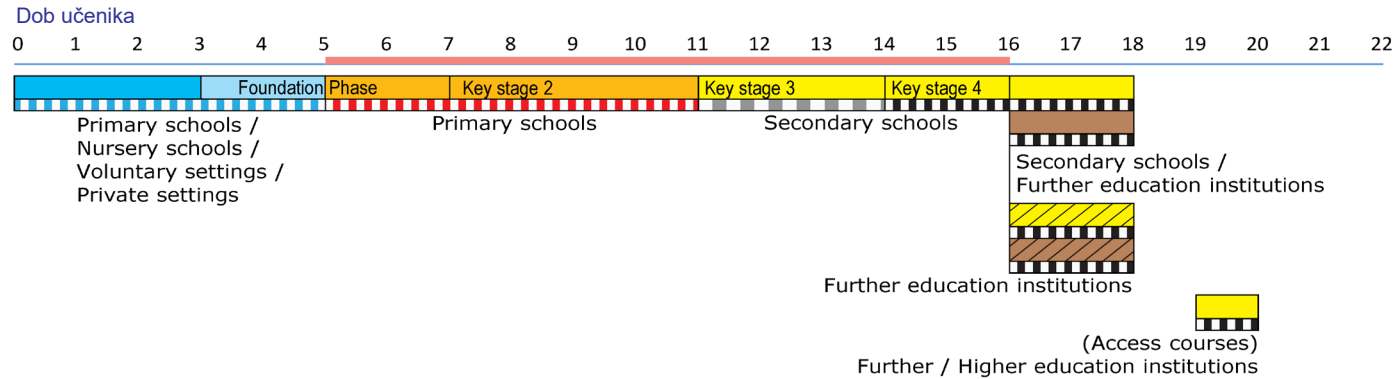 Dob učenika
0 1 2 3 4 5 6 7 8 9 10 11 12 13 14 15 16 17 18 19 20 21 22
Foundation Phase Key stage 2 Key stage 3 Key stage 4
Primary schools /
Nursery schools /
Voluntary settings /
Private settings
Primary schools
Secondary schools
Secondary schools /
Further education institutions
Further education institutions
(Access courses)
Further / Higher education institutions